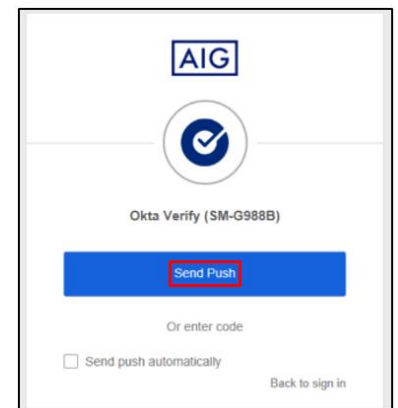 AIG
Okta Verify (SM-G988B)
Send Push
Or enter code
Send push automatically
Back to sign in